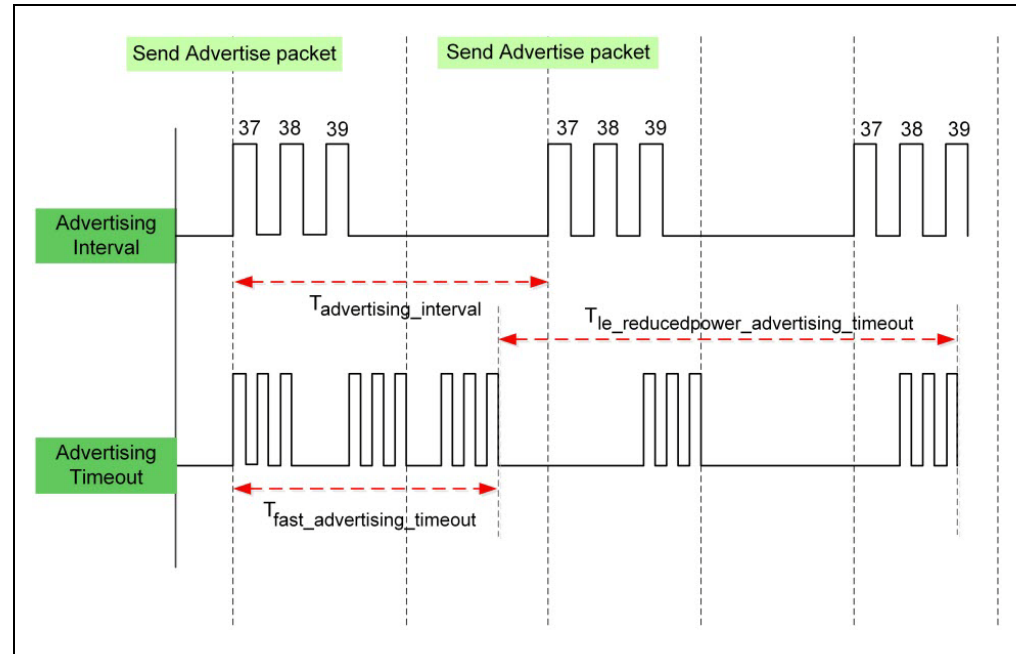 Send Advertise packet
Send Advertise packet
37 38 39
37 38 39
37 38 39
Advertising
Interval
Tadvertising_interval
Tle_reducedpower_advertising_timeout
Advertising
Timeout
Tfast_advertising_timeout